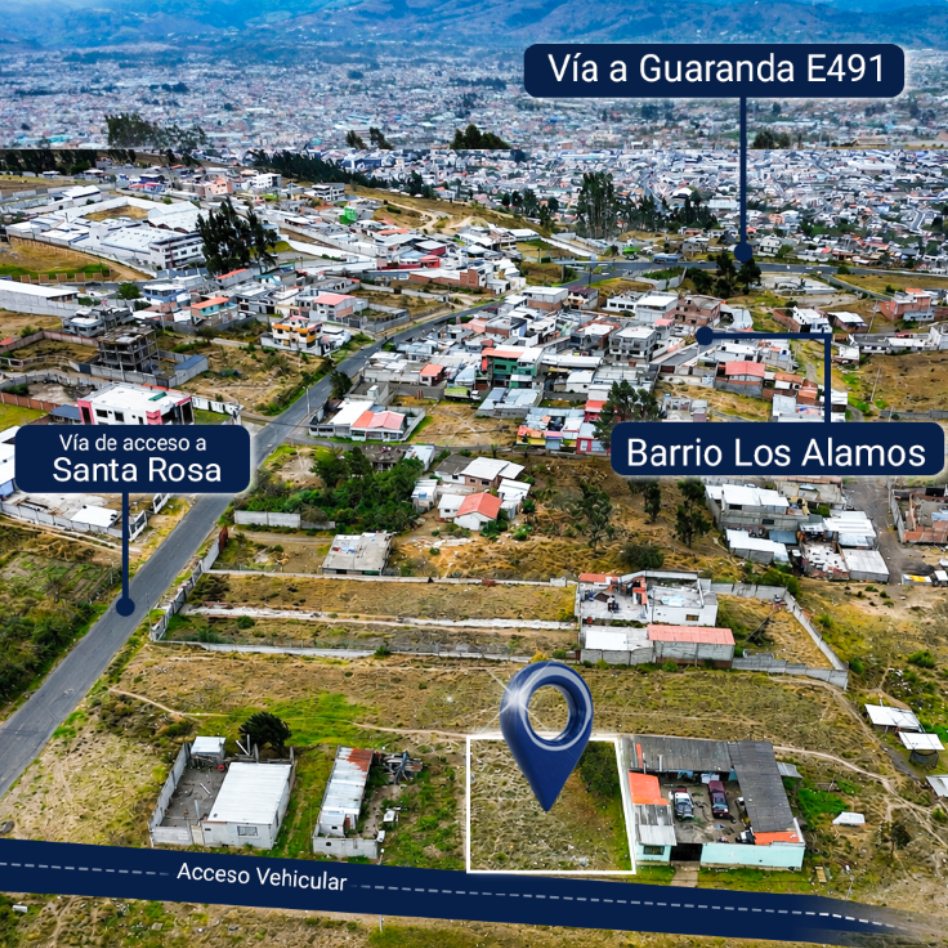 Vía a Guaranda E491
Vía de acceso a
Santa Rosa
Barrio Los Alamos
Acceso Vehicular